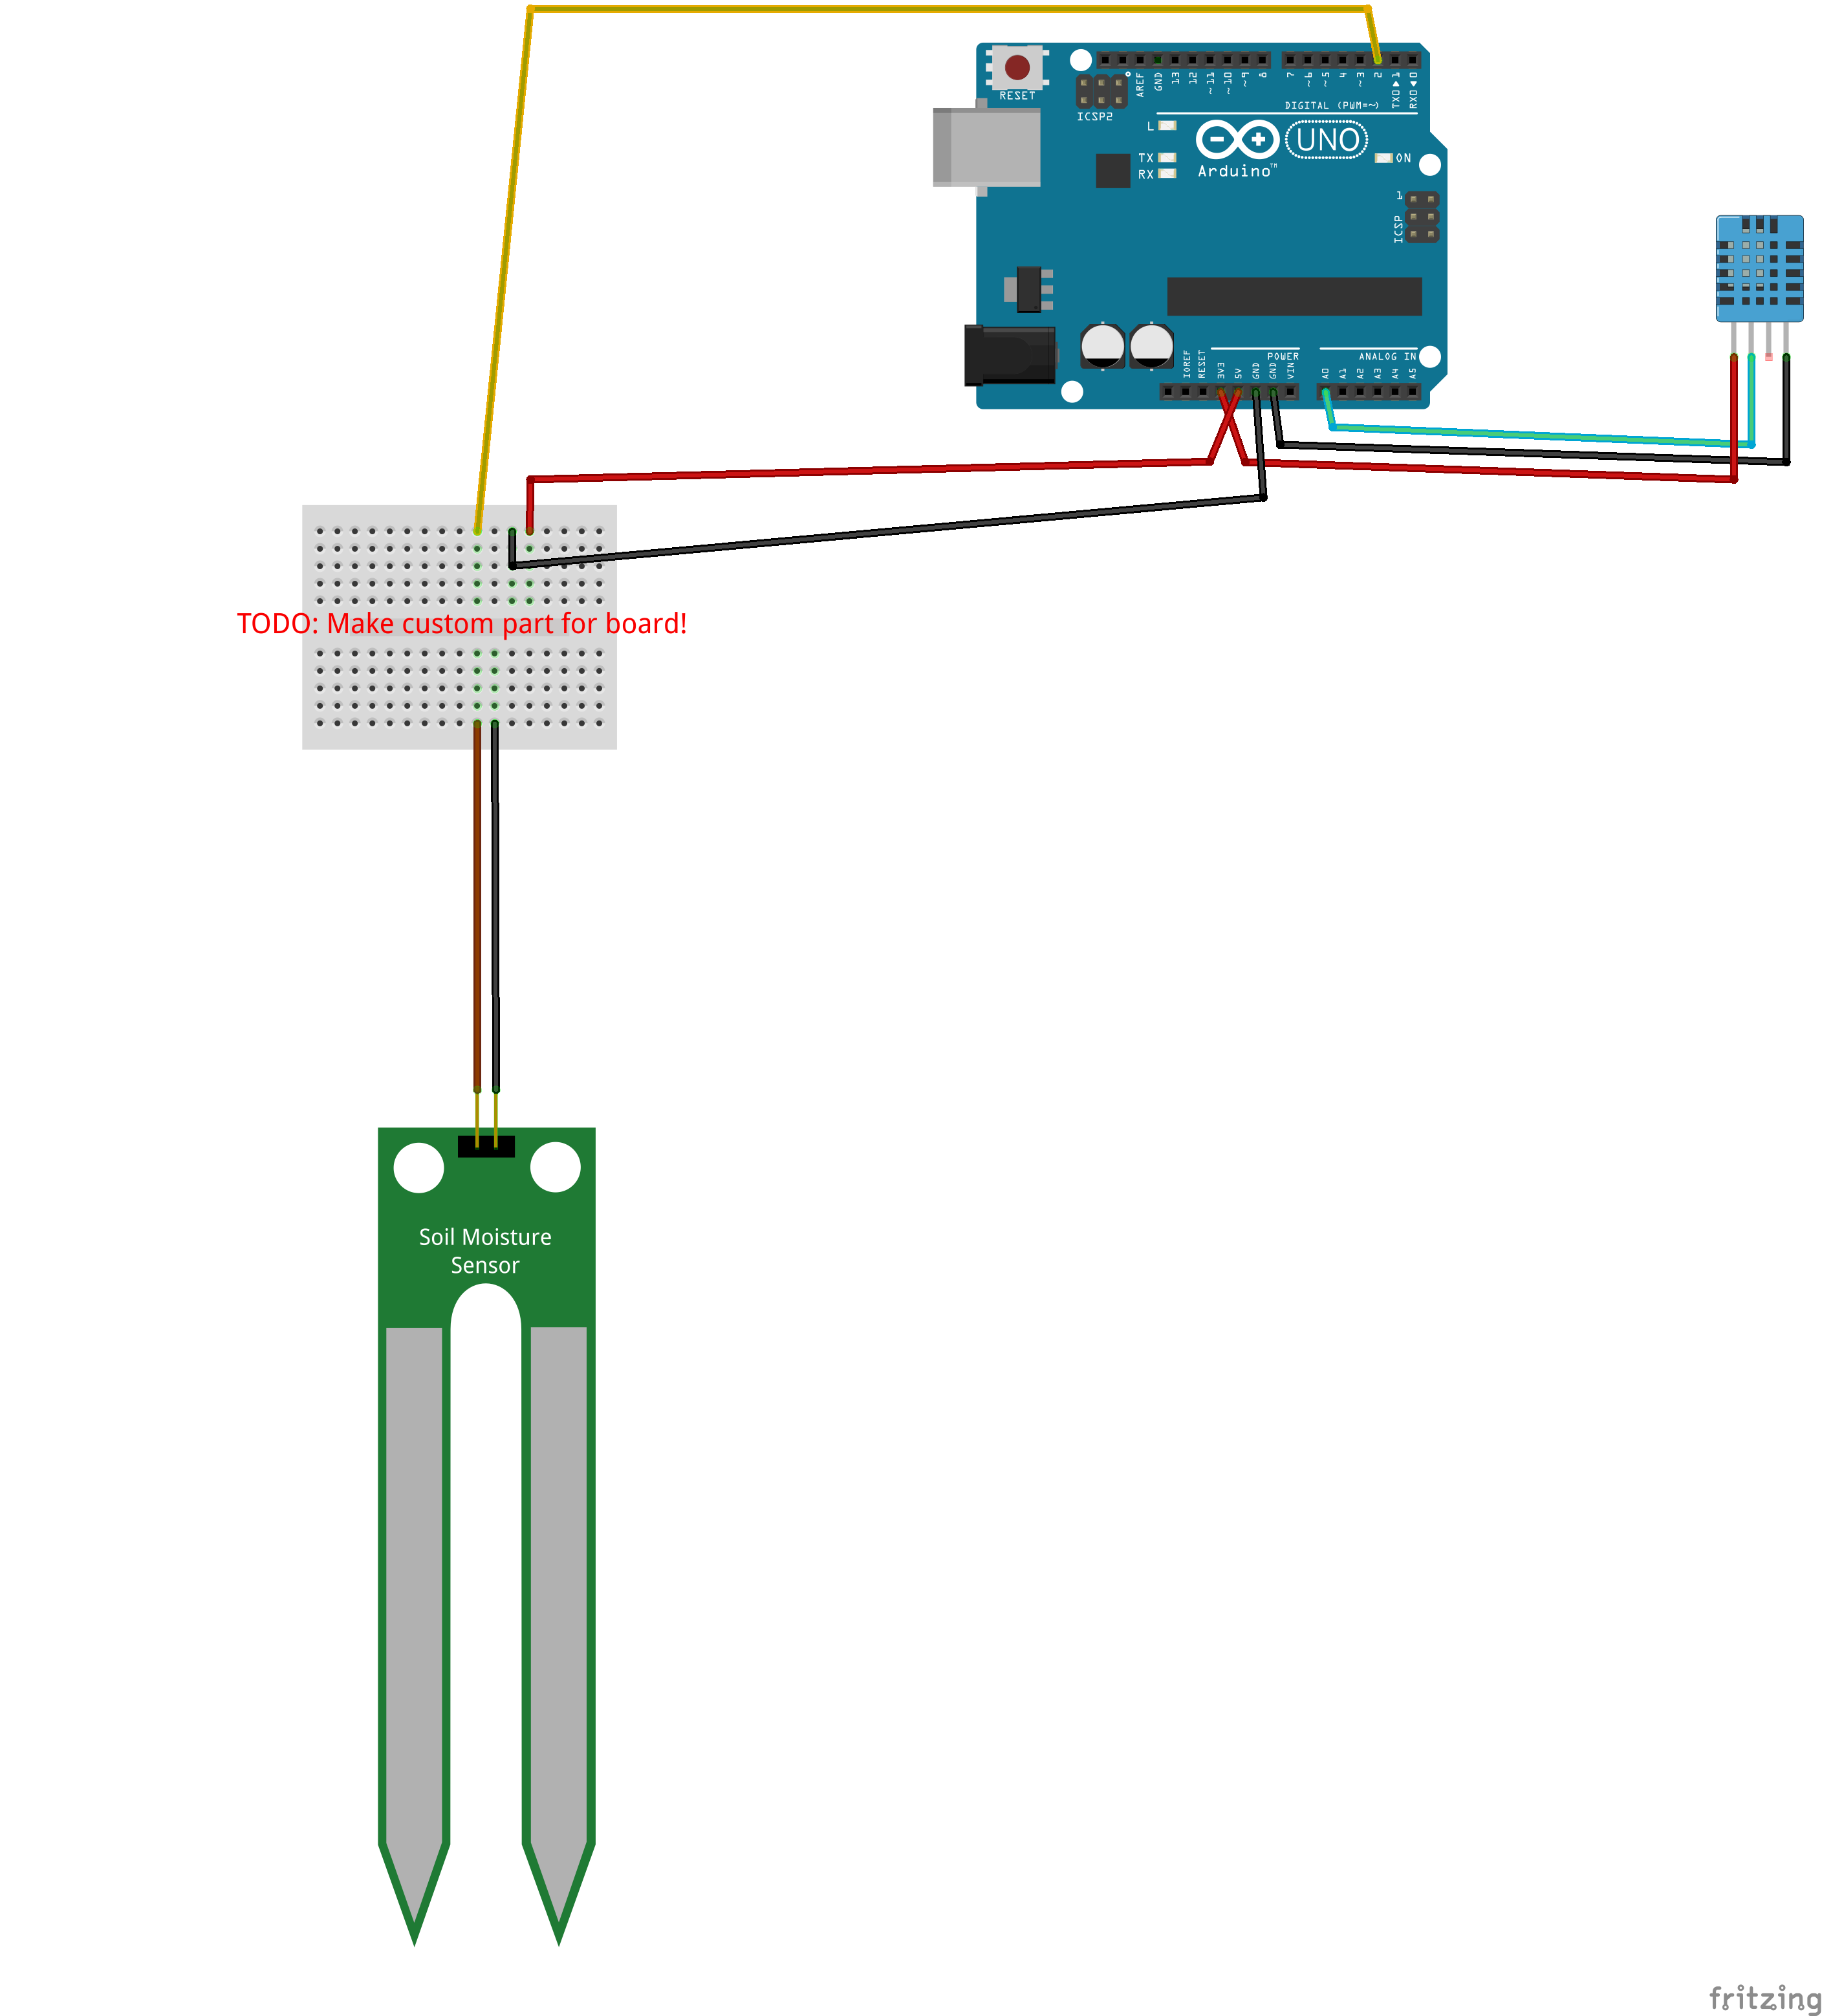 RESET
ICSP2
AREF
GND
13
12
~11
~10
~9
8
7
~6
~5
4
~3
2
TX0▶1
RX0◀0
DIGITAL (PWM=~)
L
TX
RX
UNO
Arduino™
ON
1
ICSP
IOREF
RESET
3V3
5V
GND
GND
VIN
POWER
ANALOG IN
A0
A1
A2
A3
A4
A5
TODO: Make custom part for board!
Soil Moisture
Sensor
fritzing